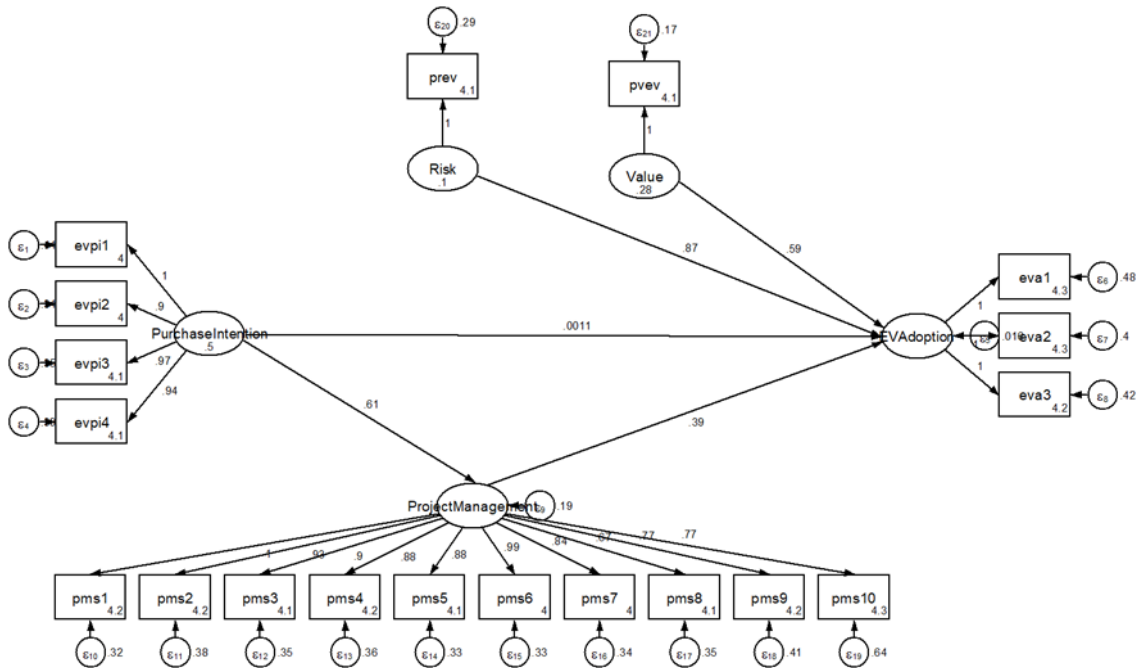 ε20 .29
ε21 .17
prev
4.1
pvev
4.1
1
1
Risk
.1
Value
.28
ε1
evpi1
4
1
.87
.59
eva1
4.3
ε6 .48
1
ε2
evpi2
4
.9
PurchaseIntention
.5
.0011
EVAdoption
.010
eva2
4.3
ε7 .4
ε3
evpi3
4.1
.97
1
eva3
4.2
ε8 .42
ε4
evpi4
4.1
.94
.61
.39
ProjectManagement
ε9 .19
1
.93
.9
.88
.88
.99
.84
.67
.77
.77
pms1
4.2
pms2
4.2
pms3
4.1
pms4
4.2
pms5
4.1
pms6
4
pms7
4
pms8
4.1
pms9
4.2
pms10
4.3
ε10 .32
ε11 .38
ε12 .35
ε13 .36
ε14 .33
ε15 .33
ε16 .34
ε17 .35
ε18 .41
ε19 .64